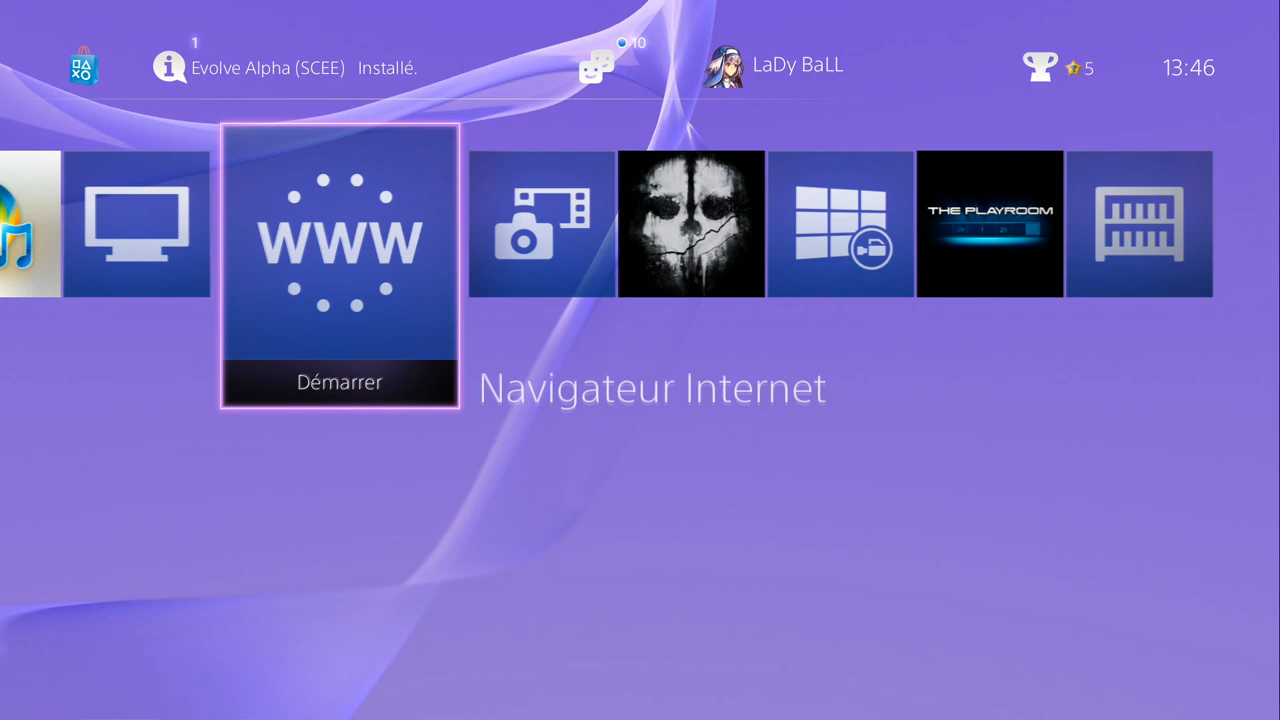 1
Evolve Alpha (SCEE) Installé.
10
LaDy BaLL
5
13:46
WWW
THE PLAYROOM
Démarrer
Navigateur Internet